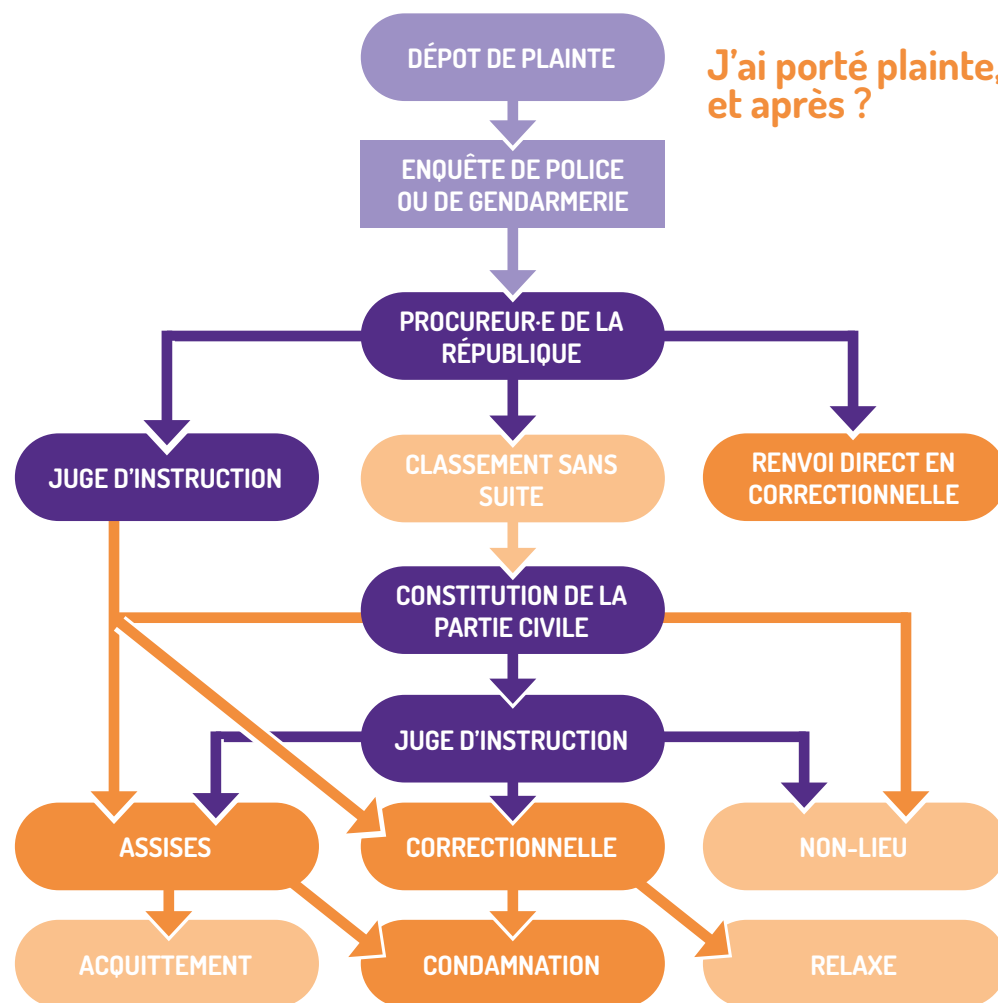 DÉPOT DE PLAINTE
J'ai porté plainte,
et après ?
ENQUÊTE DE POLICE
OU DE GENDARMERIE
PROCUREUR·E DE LA
RÉPUBLIQUE
JUGE D'INSTRUCTION
CLASSEMENT SANS
SUITE
RENVOI DIRECT EN
CORRECTIONNELLE
CONSTITUTION DE LA
PARTIE CIVILE
JUGE D'INSTRUCTION
ASSISES
CORRECTIONNELLE
NON-LIEU
ACQUITTEMENT
CONDAMNATION
RELAXE